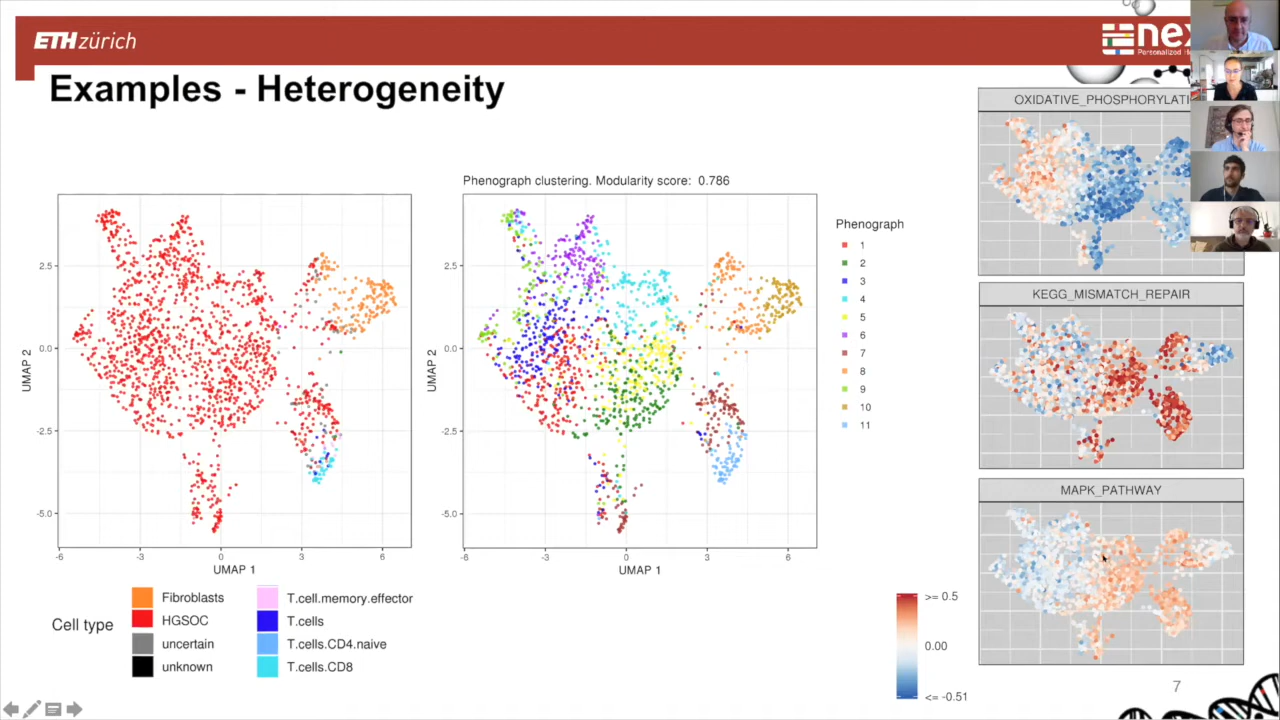 ETH zürich
nex
Personalized H
Examples - Heterogeneity
Phenograph clustering. Modularity score: 0.786
2.5
0.0
-2.5
-5.0
-6
-3
0
3
6
UMAP 1
UMAP 2
2.5
0.0
-2.5
-5.0
-6
-3
0
3
6
UMAP 1
UMAP 2
Phenograph
1
2
3
4
5
6
7
8
9
10
11
Cell type
Fibroblasts
HGSOC
uncertain
unknown
T.cell.memory.effector
T.cells
T.cells.CD4.naive
T.cells.CD8
OXIDATIVE_PHOSPHORYLATI
KEGG_MISMATCH_REPAIR
MAPK_PATHWAY
>= 0.5
0.00
<= -0.51
7